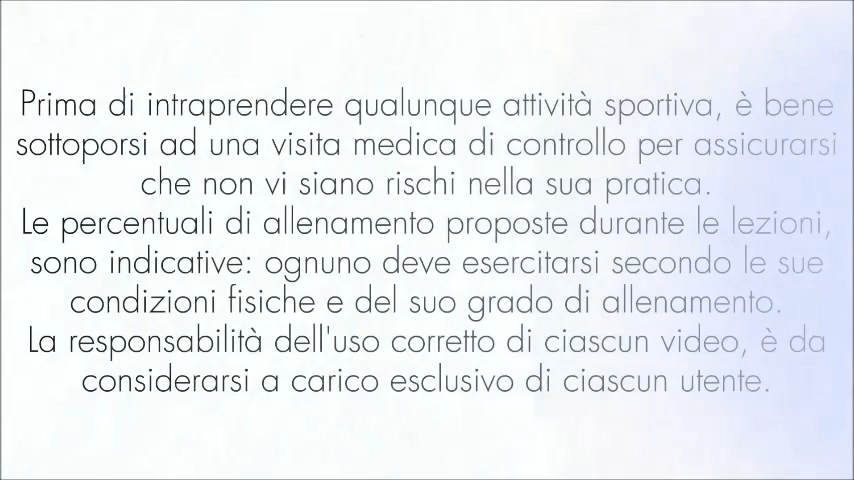 Prima di intraprendere qualunque attività sportiva, è bene
sottoporsi ad una visita medica di controllo per assicurarsi
che non vi siano rischi nella sua pratica.
Le percentuali di allenamento proposte durante le lezioni,
sono indicative: ognuno deve esercitarsi secondo le sue
condizioni fisiche e del suo grado di allenamento.
La responsabilità dell'uso corretto di ciascun video, è da
considerarsi a carico esclusivo di ciascun utente.